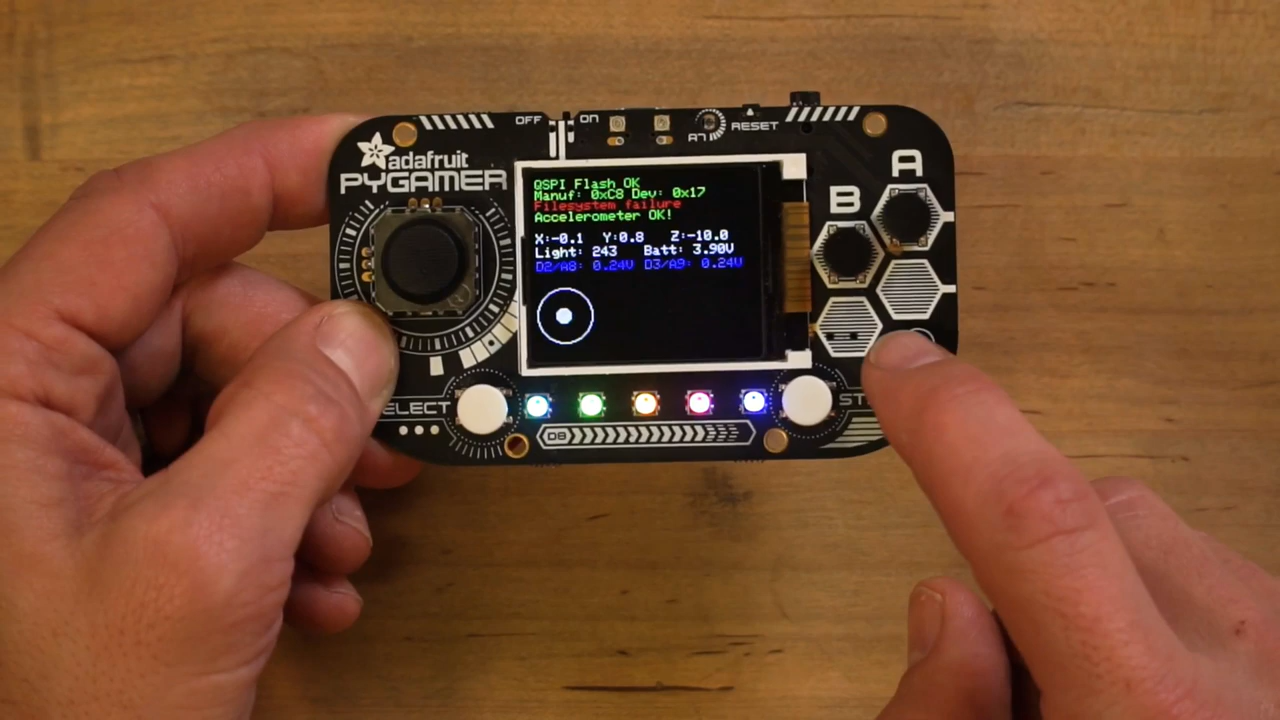 OFF
ON
A7
RESET
adafruit
PYGAMER
A
B
QSPI Flash OK
Manuf: 0xC8 Dev: 0x17
Filesystem failure
Accelerometer OK!
X:-0.1 Y:0.8 Z:-10.0
Light: 243 Batt: 3.90V
D2/A8: 0.24V D3/A9: 0.24V
ELECT
ST
D8